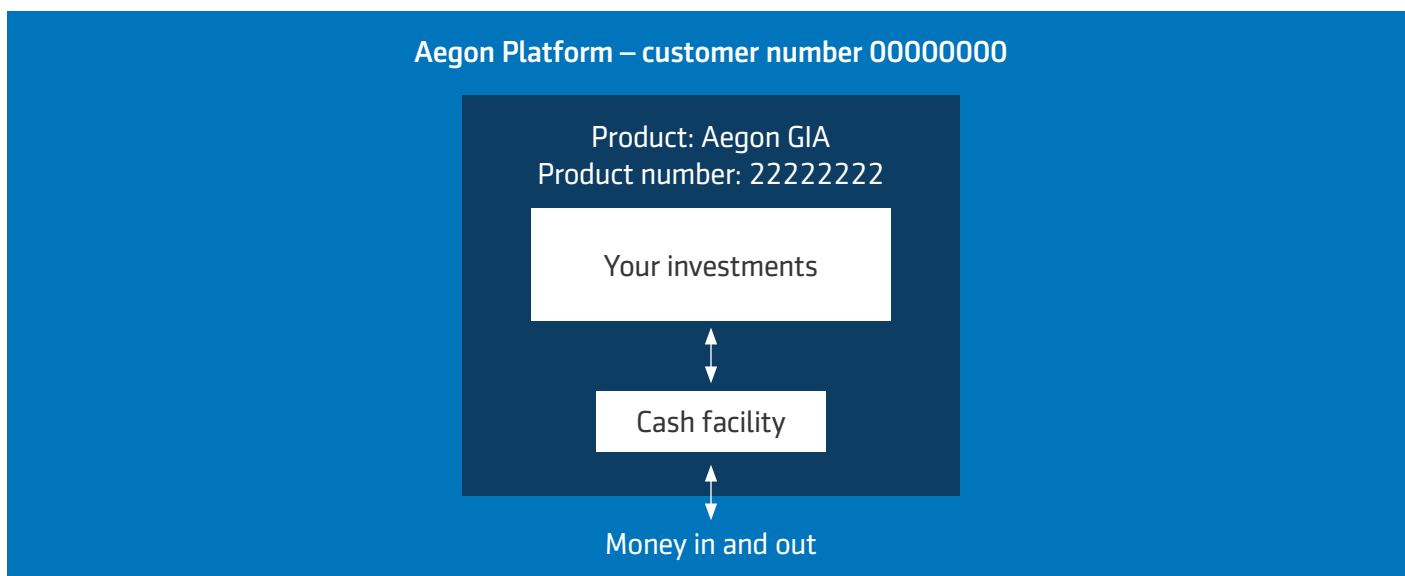 Aegon Platform – customer number 00000000
Product: Aegon GIA
Product number: 22222222
Your investments
Cash facility
Money in and out